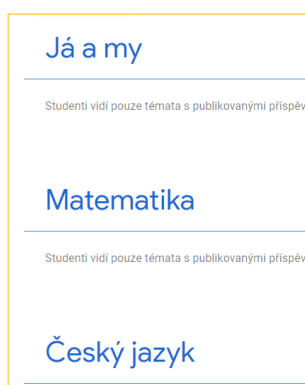 Já a my
Studenti vidí pouze témata s publikovanými
Matematika
Studenti vidí pouze témata s publikovanými
Český jazyk